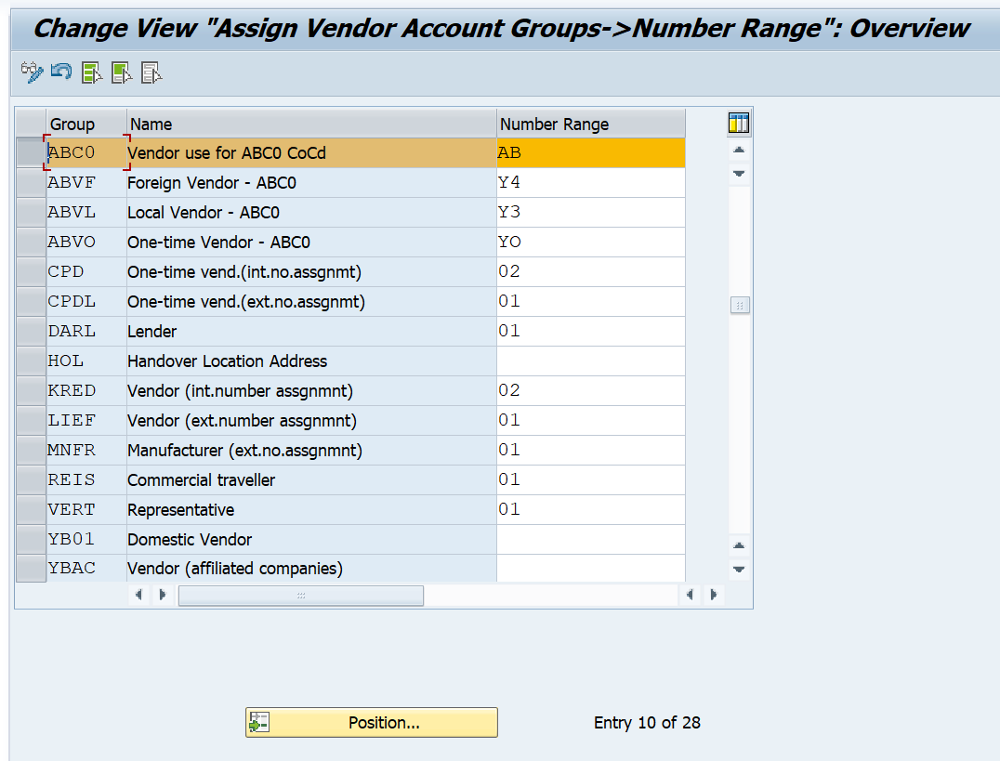 Change View "Assign Vendor Account Groups->Number Range": Overview
Group Name Number Range
ABC0 Vendor use for ABC0 CoCd AB
ABVF Foreign Vendor - ABC0 Y4
ABVL Local Vendor - ABC0 Y3
ABVO One-time Vendor - ABC0 YO
CPD One-time vend.(int.no.assgnmt) 02
CPDL One-time vend.(ext.no.assgnmt) 01
DARL Lender 01
HOL Handover Location Address
KRED Vendor (int.number assgnmnt) 02
LIEF Vendor (ext.number assgnmnt) 01
MNFR Manufacturer (ext.no.assgnmnt) 01
REIS Commercial traveller 01
VERT Representative 01
YB01 Domestic Vendor
YBAC Vendor (affiliated companies)
Position... Entry 10 of 28